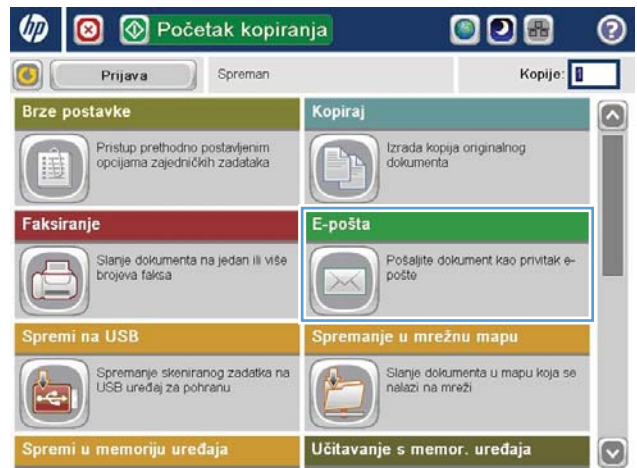 hp
Početak kopiranja
?
Prijava
Spreman
Kopije: 1
Brze postavke
Kopiraj
Pristup prethodno postavljenim
opcijama zajedničkih zadataka
Izrada kopija originalnog
dokumenta
Faksiranje
E-pošta
Slanje dokumenta na jedan ili više
brojeva faksa
Pošaljite dokument kao privitak e-
pošte
Spremi na USB
Spremanje u mrežnu mapu
Spremanje skeniranog zadatka na
USB uređaj za pohranu
Slanje dokumenta u mapu koja se
nalazi na mreži
Spremi u memoriju uređaja
Učitavanje s memor. uređaja